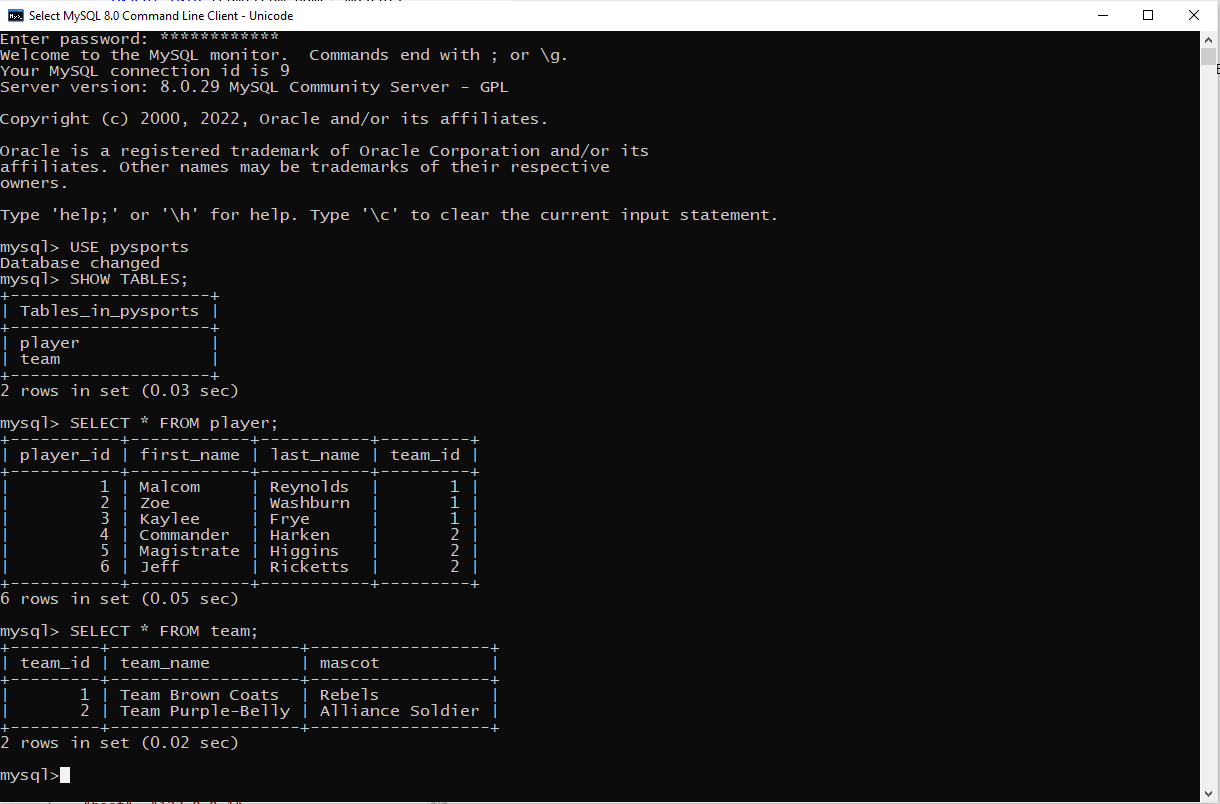 Select MySQL 8.0 Command Line Client - Unicode
Enter password: ************
Welcome to the MySQL monitor.  Commands end with ; or \g.
Your MySQL connection id is 9
Server version: 8.0.29 MySQL Community Server - GPL

Copyright (c) 2000, 2022, Oracle and/or its affiliates.

Oracle is a registered trademark of Oracle Corporation and/or its
affiliates. Other names may be trademarks of their respective
owners.

Type 'help;' or '\h' for help. Type '\c' to clear the current input statement.

mysql> USE pysports
Database changed
mysql> SHOW TABLES;
+--------------------+
| Tables_in_pysports |
+--------------------+
| player             |
| team               |
+--------------------+
2 rows in set (0.03 sec)

mysql> SELECT * FROM player;
+-----------+------------+-----------+---------+
| player_id | first_name | last_name | team_id |
+-----------+------------+-----------+---------+
|         1 | Malcom     | Reynolds  |       1 |
|         2 | Zoe        | Washburn  |       1 |
|         3 | Kaylee     | Frye      |       1 |
|         4 | Commander  | Harken    |       2 |
|         5 | Magistrate | Higgins   |       2 |
|         6 | Jeff       | Ricketts  |       2 |
+-----------+------------+-----------+---------+
6 rows in set (0.05 sec)

mysql> SELECT * FROM team;
+---------+-------------------+------------------+
| team_id | team_name         | mascot           |
+---------+-------------------+------------------+
|       1 | Team Brown Coats  | Rebels           |
|       2 | Team Purple-Belly | Alliance Soldier |
+---------+-------------------+------------------+
2 rows in set (0.02 sec)

mysql>